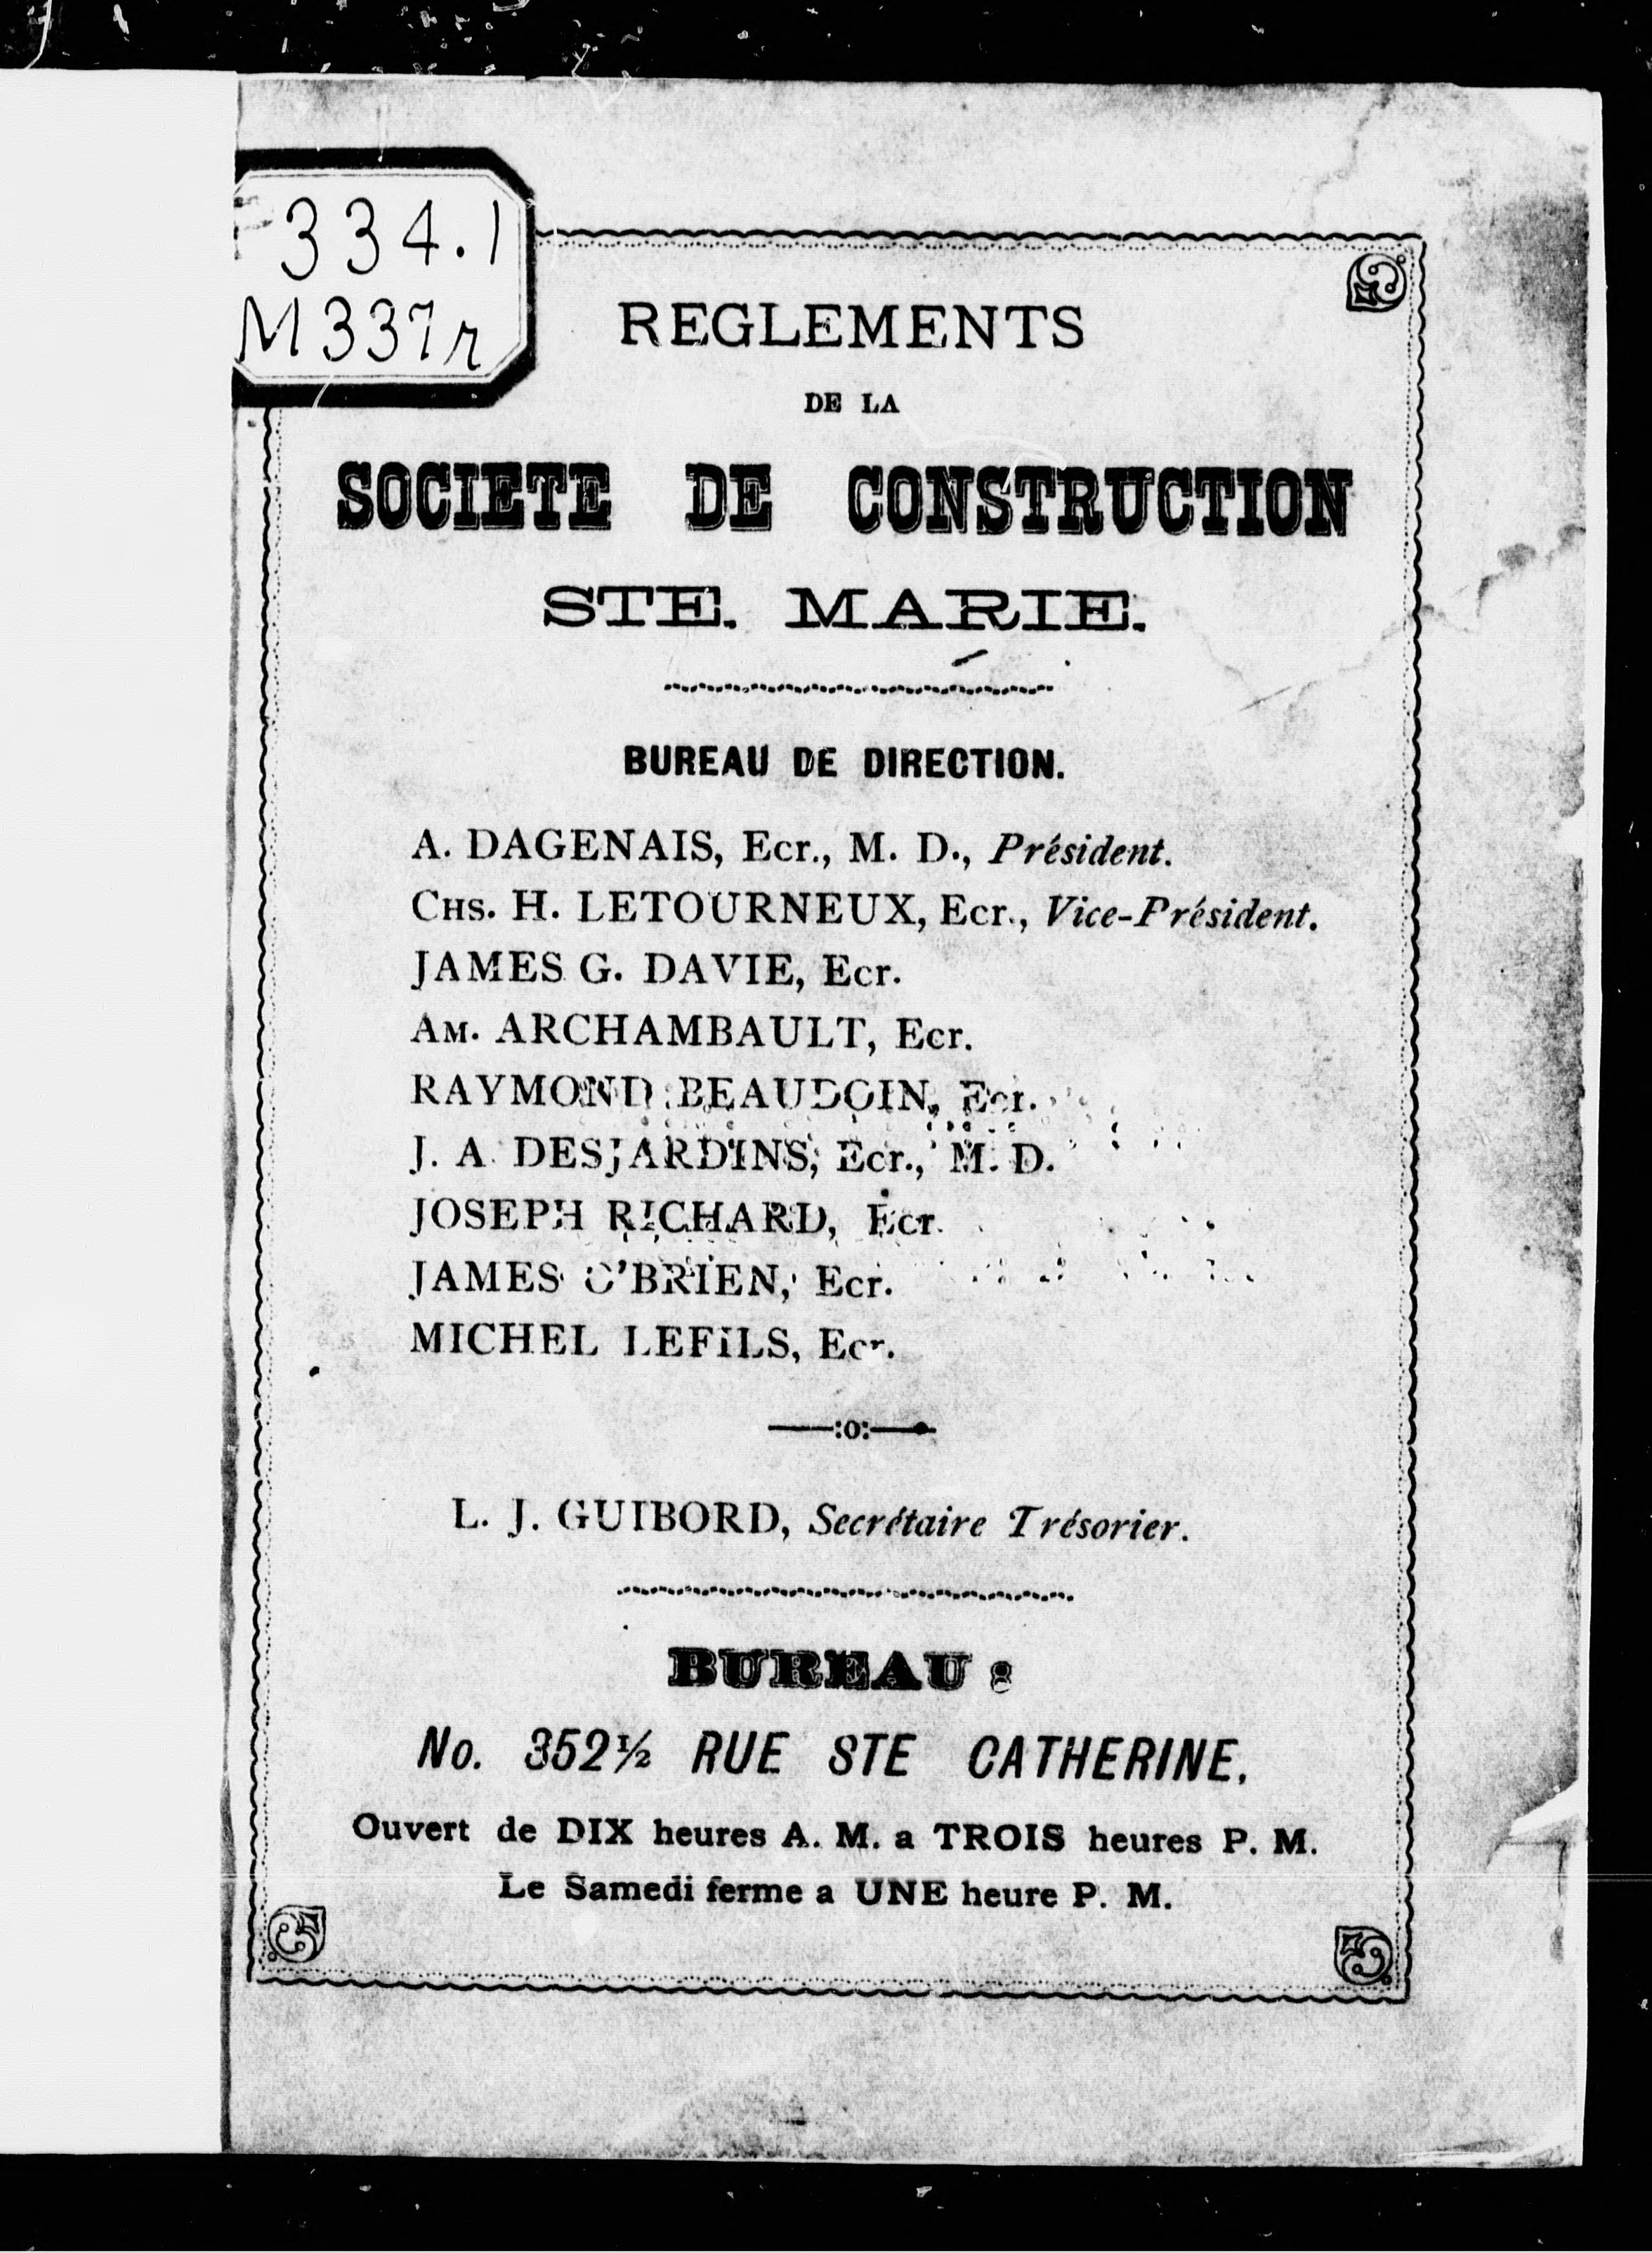 334.1
M337r
REGLEMENTS
DE LA
SOCIETE DE CONSTRUCTION
STE. MARIE.
BUREAU DE DIRECTION.
A. DAGENAIS, Ecr., M. D., Président.
CHS. H. LETOURNEUX, Ecr., Vice-Président.
JAMES G. DAVIE, Ecr.
AM. ARCHAMBAULT, Ecr.
RAYMOND BEAUDOIN, Ecr.
J. A. DESJARDINS, Ecr., M. D.
JOSEPH RICHARD, Ecr.
JAMES O'BRIEN, Ecr.
MICHEL LEFILS, Ecr.
——:o:——
L. J. GUIBORD, Secrétaire Trésorier.
BUREAU :
No. 352½ RUE STE CATHERINE.
Ouvert de DIX heures A. M. a TROIS heures P. M.
Le Samedi ferme a UNE heure P. M.